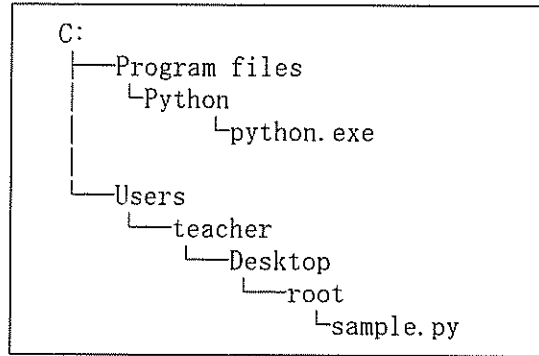 C:
Program files
Python
python.exe
Users
teacher
Desktop
root
sample.py